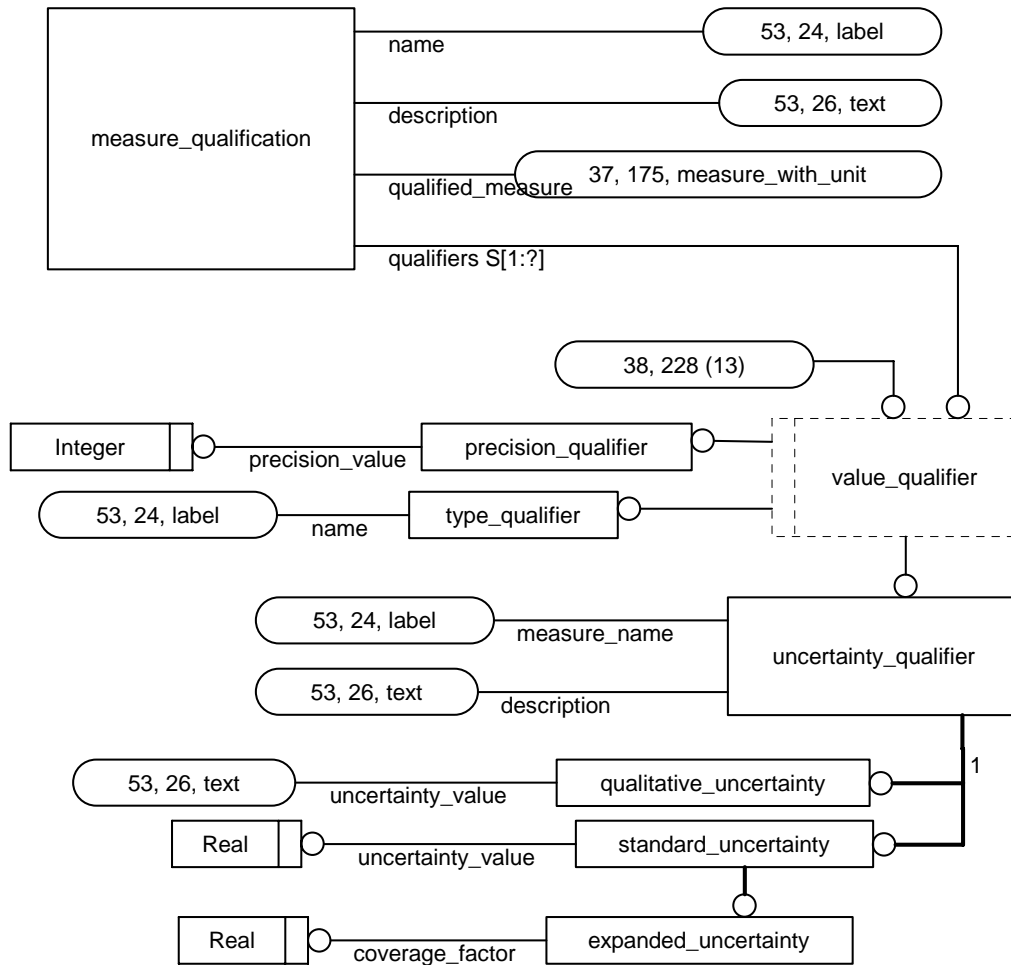 53, 24, label
name
53, 26, text
description
measure_qualification
37, 175, measure_with_unit
qualified_measure
qualifiers S[1:?]
38, 228 (13)
Integer
precision_value
precision_qualifier
value_qualifier
53, 24, label
name
type_qualifier
53, 24, label
measure_name
uncertainty_qualifier
53, 26, text
description
1
53, 26, text
uncertainty_value
qualitative_uncertainty
Real
uncertainty_value
standard_uncertainty
Real
coverage_factor
expanded_uncertainty